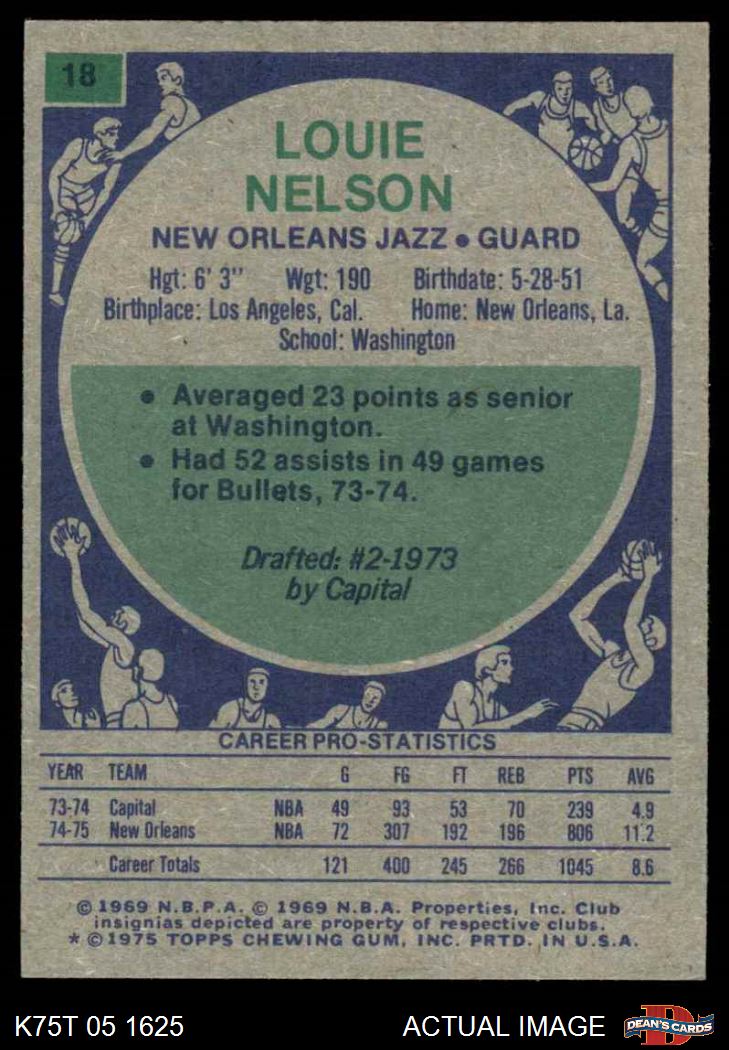 18
LOUIE
NELSON
NEW ORLEANS JAZZ • GUARD
Hgt: 6' 3" Wgt: 190 Birthdate: 5-28-51
Birthplace: Los Angeles, Cal. Home: New Orleans, La.
School: Washington
• Averaged 23 points as senior
at Washington.
• Had 52 assists in 49 games
for Bullets, 73-74.
Drafted: #2-1973
by Capital
CAREER PRO-STATISTICS
YEAR TEAM G FG FT REB PTS AVG
73-74 Capital NBA 49 93 53 70 239 4.9
74-75 New Orleans NBA 72 307 192 196 806 11.2
Career Totals 121 400 245 266 1045 8.6
© 1969 N.B.P.A. © 1969 N.B.A. Properties, Inc. Club
insignias depicted are property of respective clubs.
* © 1975 TOPPS CHEWING GUM, INC. PRTD. IN U.S.A.
K75T 05 1625 ACTUAL IMAGE
D
DEAN'S CARDS